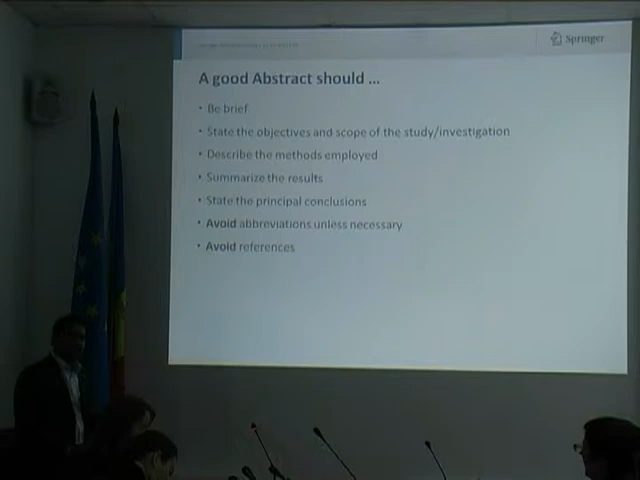 Springer
A good Abstract should ...
• Be brief
• State the objectives and scope of the study/investigation
• Describe the methods employed
• Summarize the results
• State the principal conclusions
• Avoid abbreviations unless necessary
• Avoid references